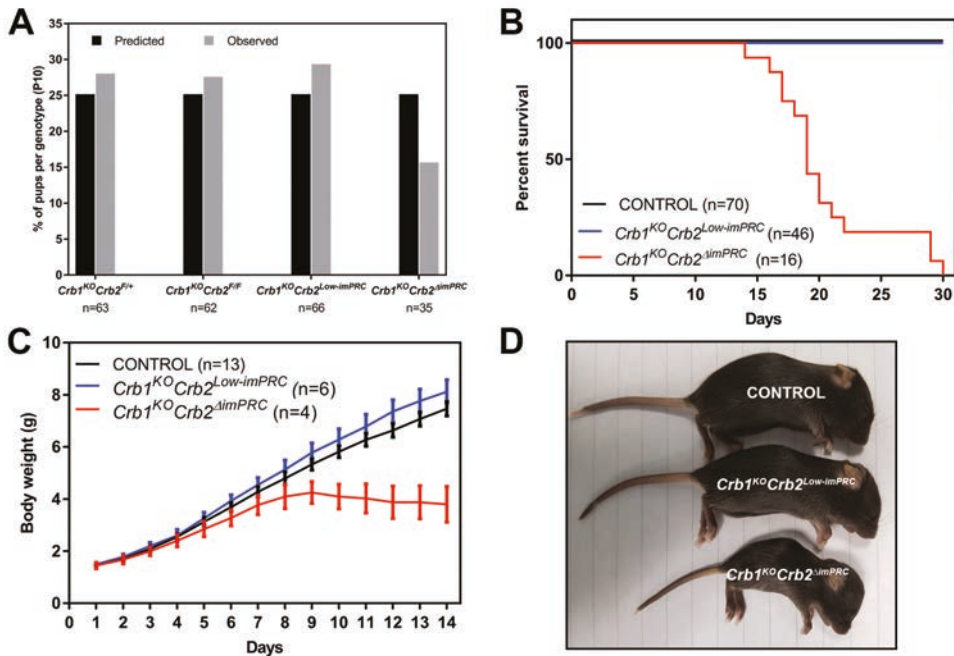 A
Predicted
Observed
% of pups per genotype (P10)
35
30
25
20
15
10
5
0
Crb1KOCrb2F/+
Crb1KOCrb2F/F
Crb1KOCrb2Low-imPRC
Crb1KOCrb2ΔimPRC
n=63
n=62
n=66
n=35
B
Percent survival
100
50
0
CONTROL (n=70)
Crb1KOCrb2Low-imPRC (n=46)
Crb1KOCrb2ΔimPRC (n=16)
0 5 10 15 20 25 30
Days
C
CONTROL (n=13)
Crb1KOCrb2Low-imPRC (n=6)
Crb1KOCrb2ΔimPRC (n=4)
Body weight (g)
10
8
6
4
2
0
1 2 3 4 5 6 7 8 9 10 11 12 13 14
Days
D
CONTROL
Crb1KOCrb2Low-imPRC
Crb1KOCrb2ΔimPRC